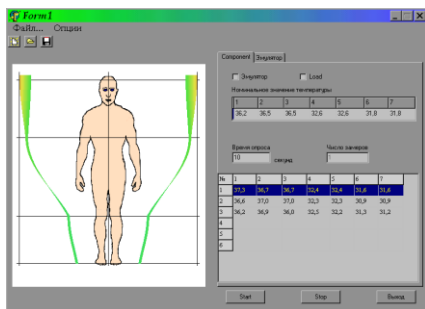 Form1
Файл... Опции
Component Эмулятор
Эмулятор Load
Номинальное значение температуры
1 2 3 4 5 6 7
36,2 36,5 36,5 32,6 32,6 31,8 31,8
Время опроса Число замеров
10 секунд 1
№ 1 2 3 4 5 6 7
1 37,3 36,7 36,7 32,4 32,4 31,6 31,6
2 36,6 37,0 37,0 32,3 32,3 30,9 30,9
3 36,2 36,9 36,0 32,5 32,2 31,3 31,2
4
5
6
Start Stop Выход